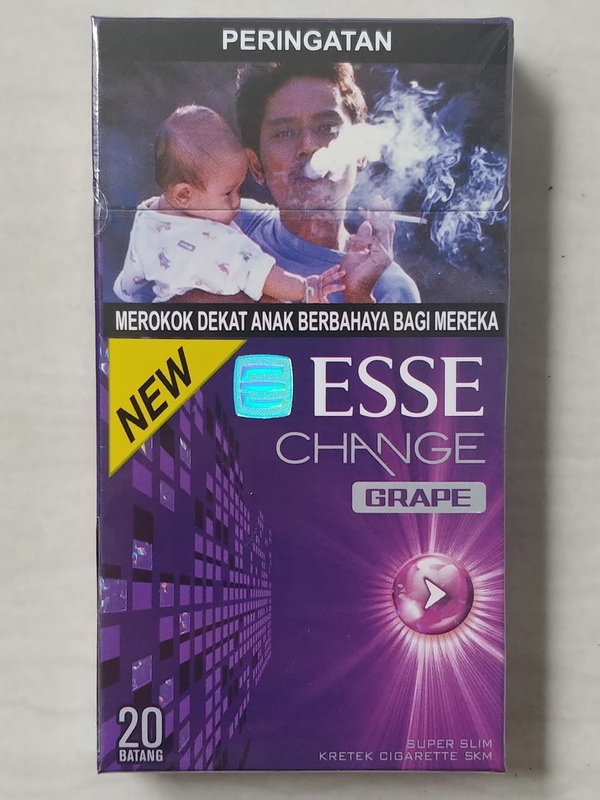 PERINGATAN
MEROKOK DEKAT ANAK BERBAHAYA BAGI MEREKA
NEW
ESSE
CHANGE
GRAPE
20
BATANG
SUPER SLIM
KRETEK CIGARETTE SKM